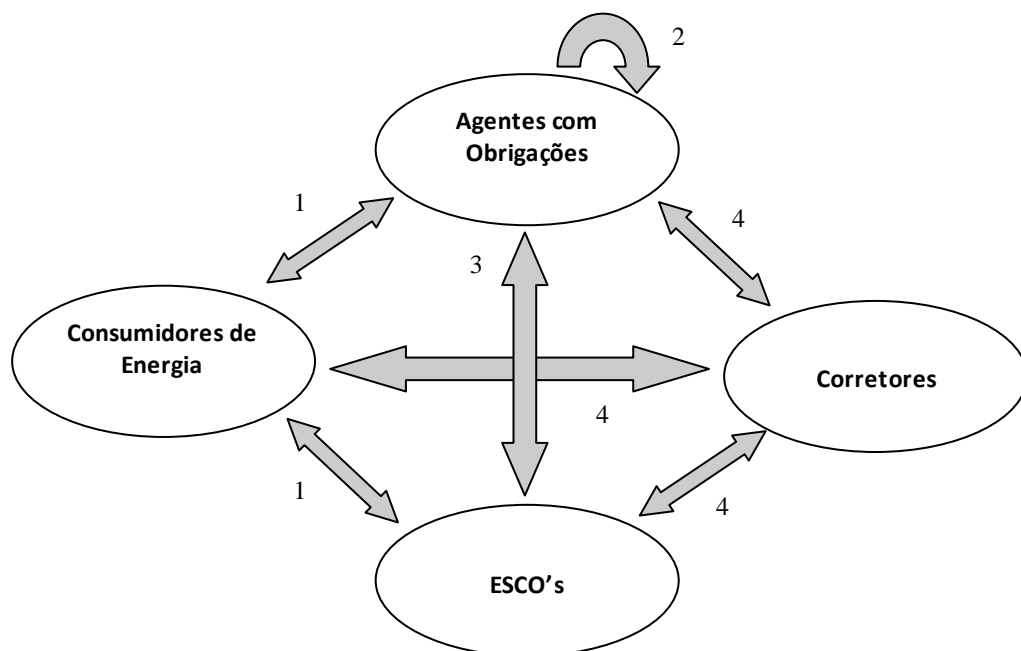 2
Agentes com
Obrigações
1
4
3
Consumidores de
Energia
Corretores
4
1
4
ESCO's